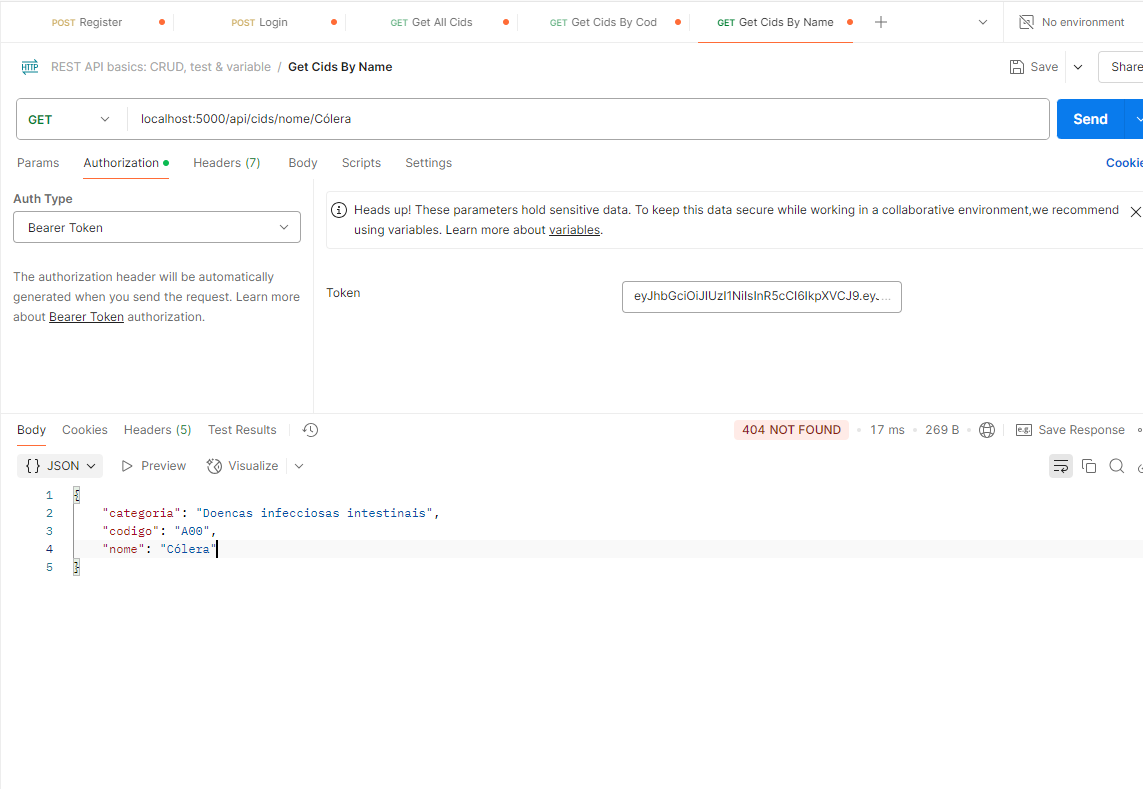 POST Register
POST Login
GET Get All Cids
GET Get Cids By Cod
GET Get Cids By Name
No environment
HTTP REST API basics: CRUD, test & variable / Get Cids By Name
Save
Share
GET
localhost:5000/api/cids/nome/Cólera
Send
Params
Authorization
Headers (7)
Body
Scripts
Settings
Cookie
Auth Type
Bearer Token
The authorization header will be automatically
generated when you send the request. Learn more
about Bearer Token authorization.
Heads up! These parameters hold sensitive data. To keep this data secure while working in a collaborative environment,we recommend
using variables. Learn more about variables.
Token
eyJhbGciOiJIUzI1NiIsInR5cCI6IkpXVCJ9.ey...
Body
Cookies
Headers (5)
Test Results
404 NOT FOUND
17 ms
269 B
e.g. Save Response
{} JSON
Preview
Visualize
1 {
2 "categoria": "Doencas infecciosas intestinais",
3 "codigo": "A00",
4 "nome": "Cólera"
5 }